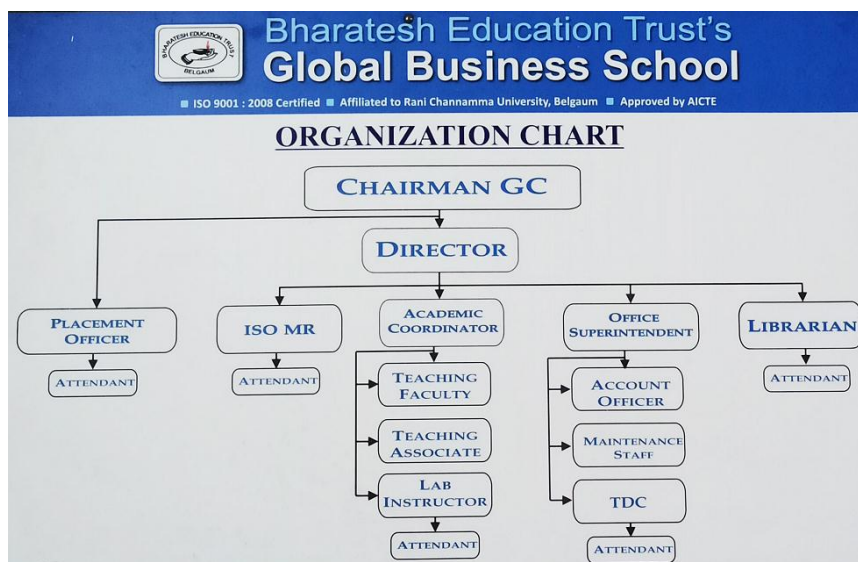 BHARATESH EDUCATION TRUST
BELGAUM
Bharatesh Education Trust's
Global Business School
ISO 9001 : 2008 Certified Affiliated to Rani Channamma University, Belgaum Approved by AICTE
ORGANIZATION CHART
CHAIRMAN GC
DIRECTOR
PLACEMENT
OFFICER
ATTENDANT
ISO MR
ATTENDANT
ACADEMIC
COORDINATOR
TEACHING
FACULTY
TEACHING
ASSOCIATE
LAB
INSTRUCTOR
ATTENDANT
OFFICE
SUPERINTENDENT
ACCOUNT
OFFICER
MAINTENANCE
STAFF
TDC
ATTENDANT
LIBRARIAN
ATTENDANT